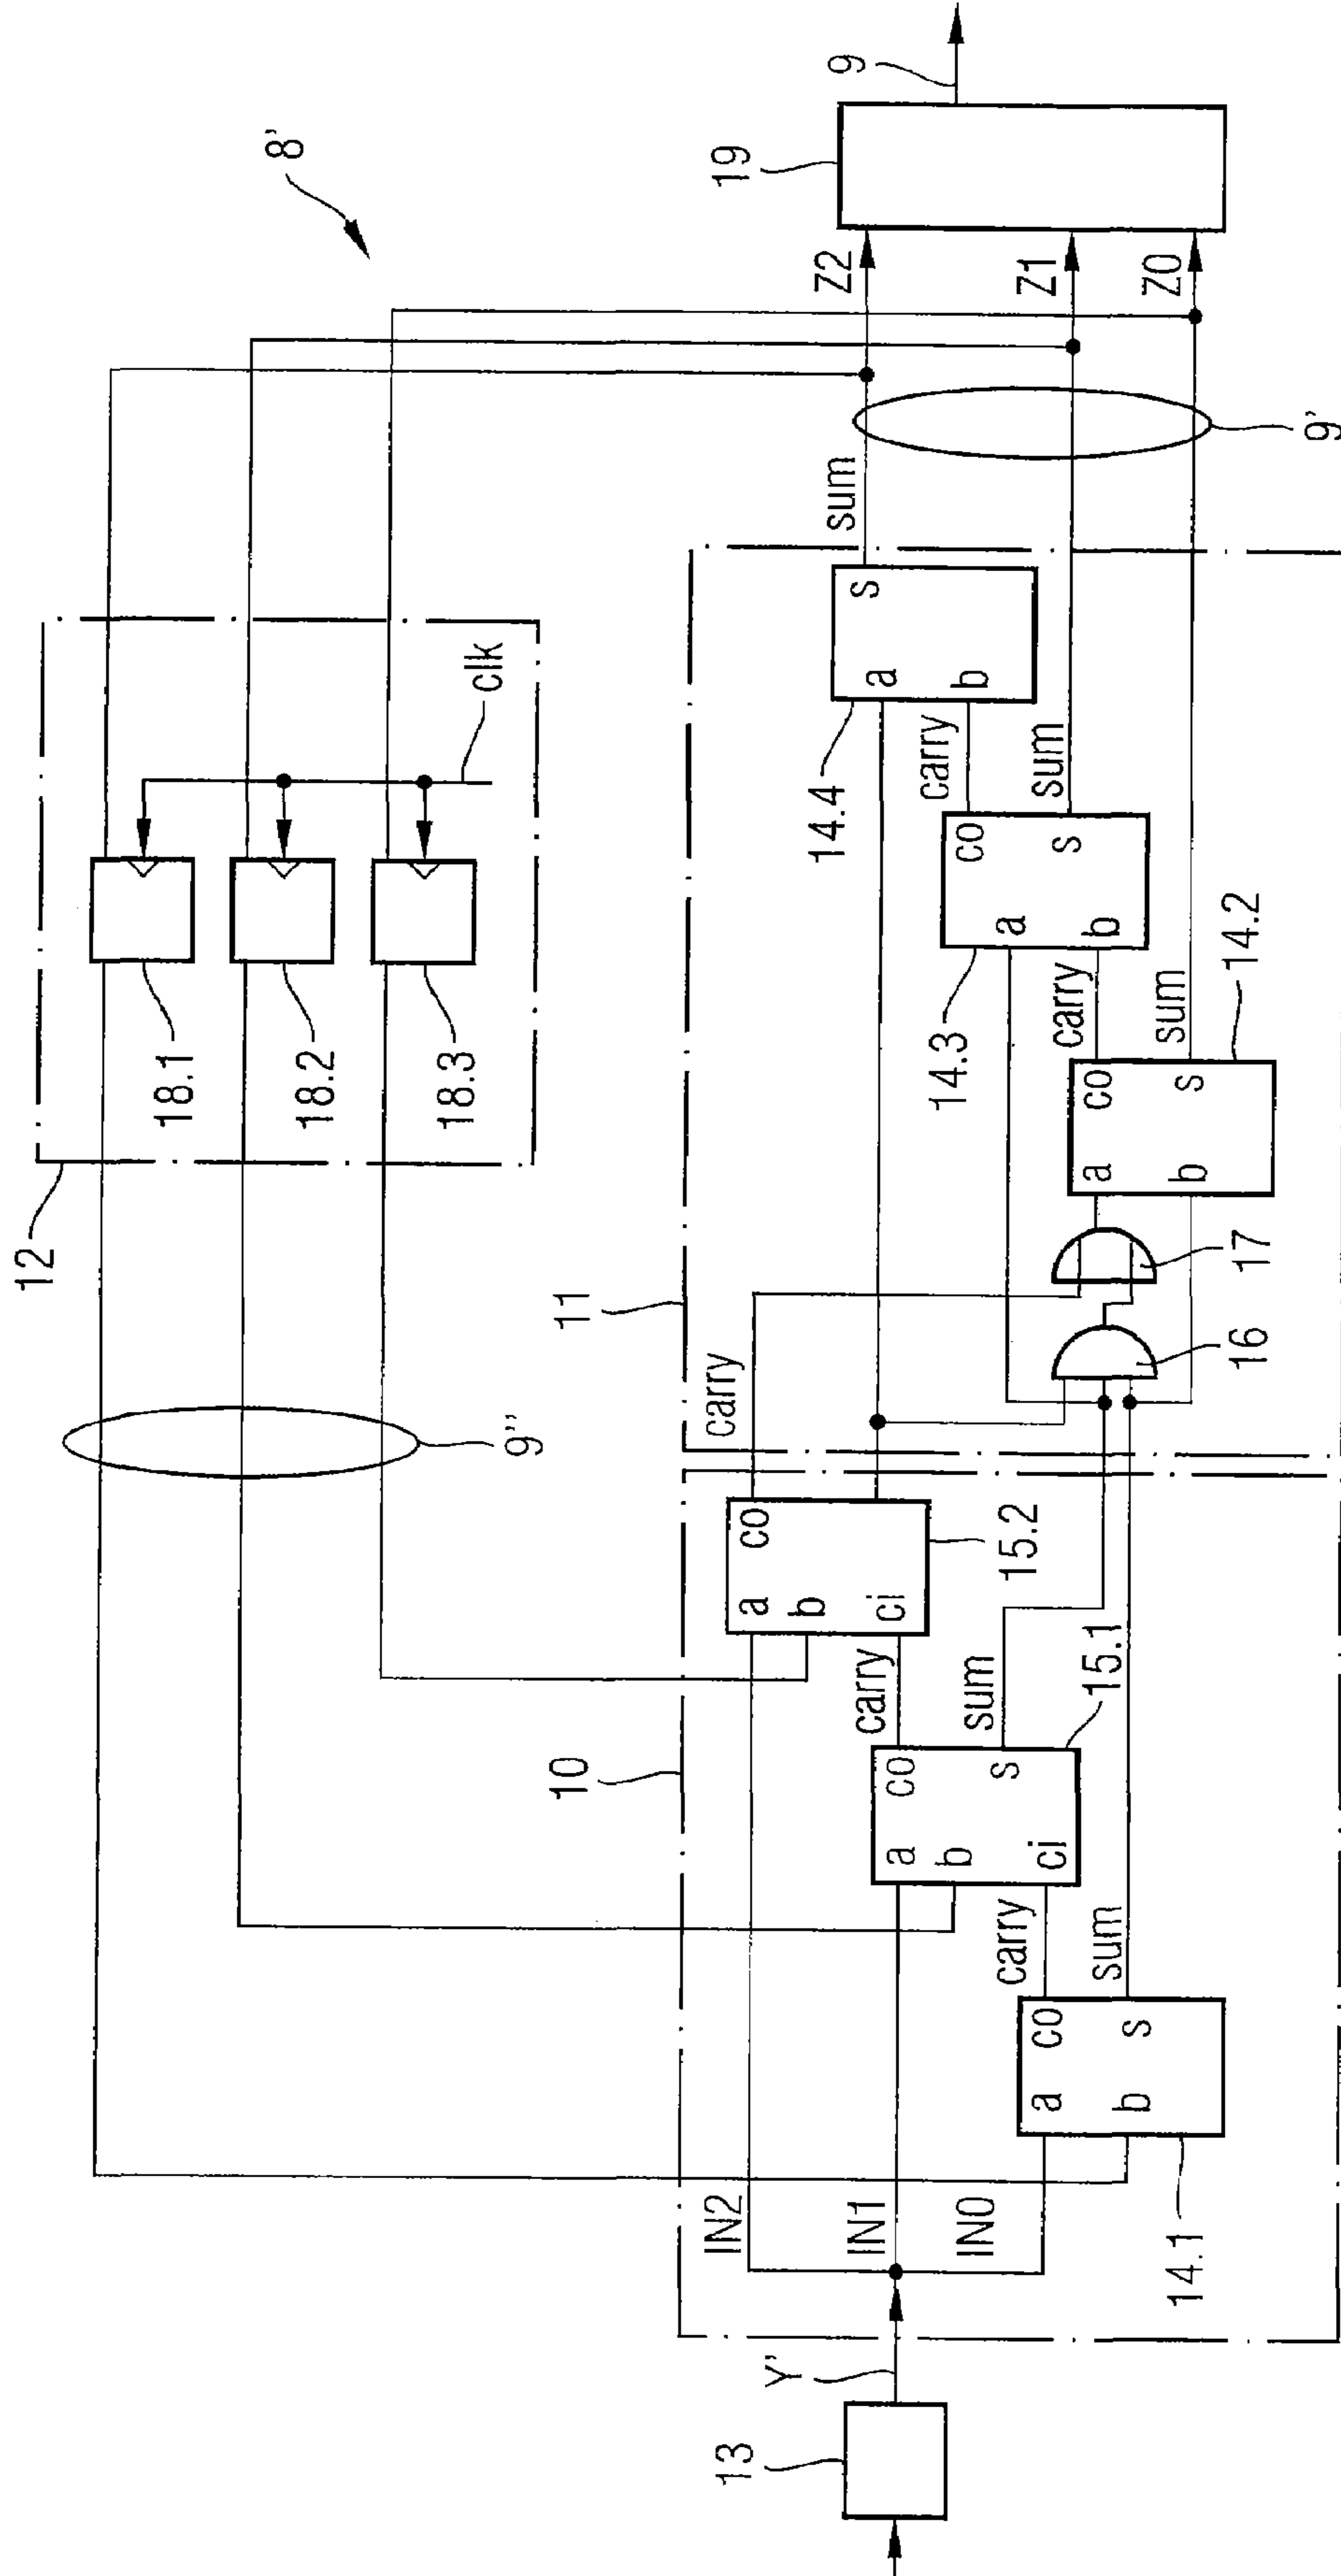 8'
12
18.1
18.2
18.3
clk
9''
10
11
19
9
Z2
Z1
Z0
9'
13
Y'
IN2
IN1
IN0
a
co
b
s
14.1
carry
sum
a
co
b
s
ci
15.1
carry
sum
a
co
b
ci
15.2
carry
16
17
a
co
b
s
14.2
carry
sum
a
co
b
s
14.3
carry
sum
a
s
b
14.4
sum